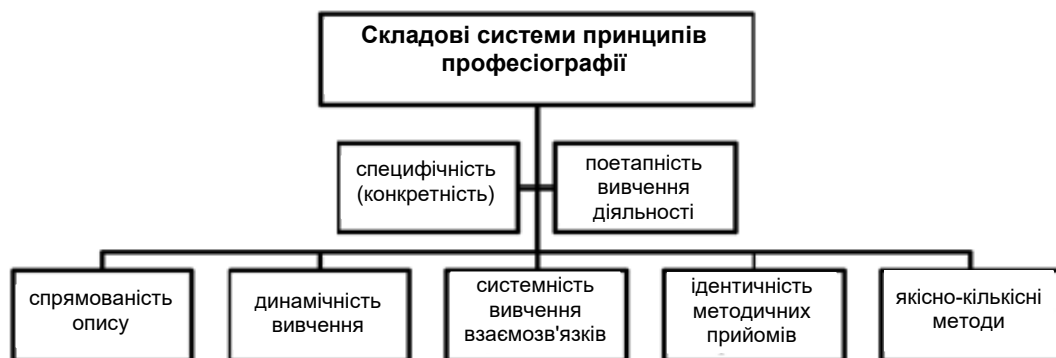 Складові системи принципів
професіографії
специфічність
(конкретність)
поетапність
вивчення
діяльності
спрямованість
опису
динамічність
вивчення
системність
вивчення
взаємозв'язків
ідентичність
методичних
прийомів
якісно-кількісні
методи